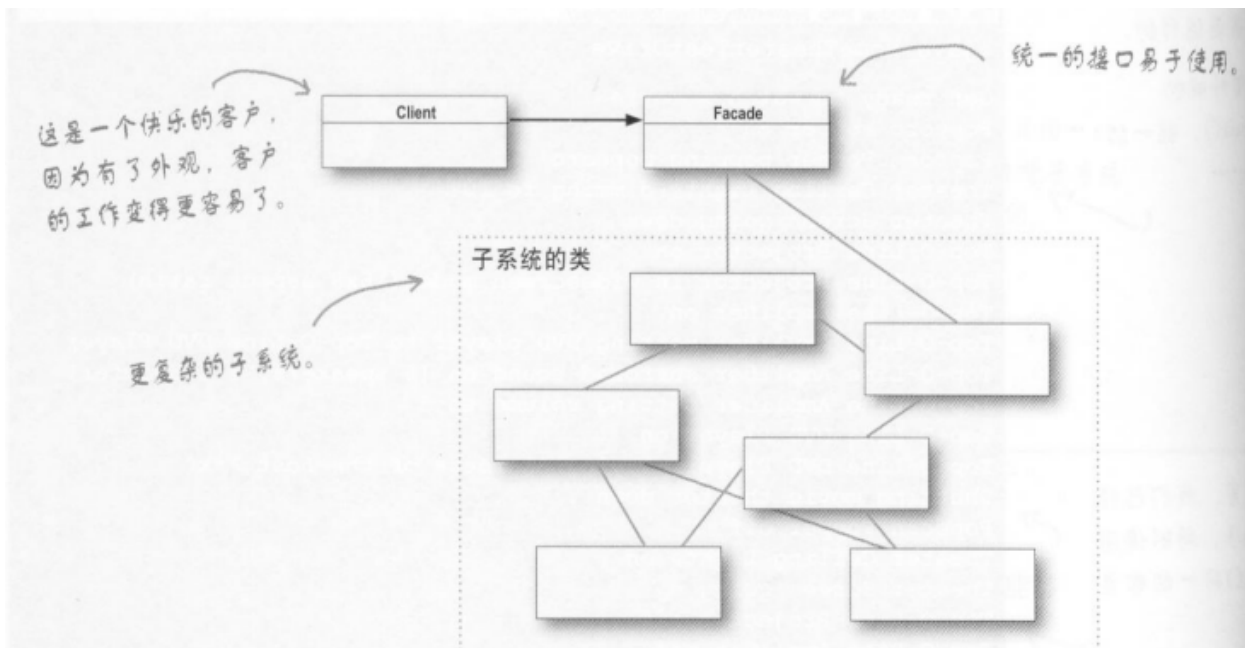 统一的接口易于使用。
Client
Facade
这是一个快乐的客户，
因为有了外观，客户
的工作变得更容易了。
子系统的类
更复杂的子系统。